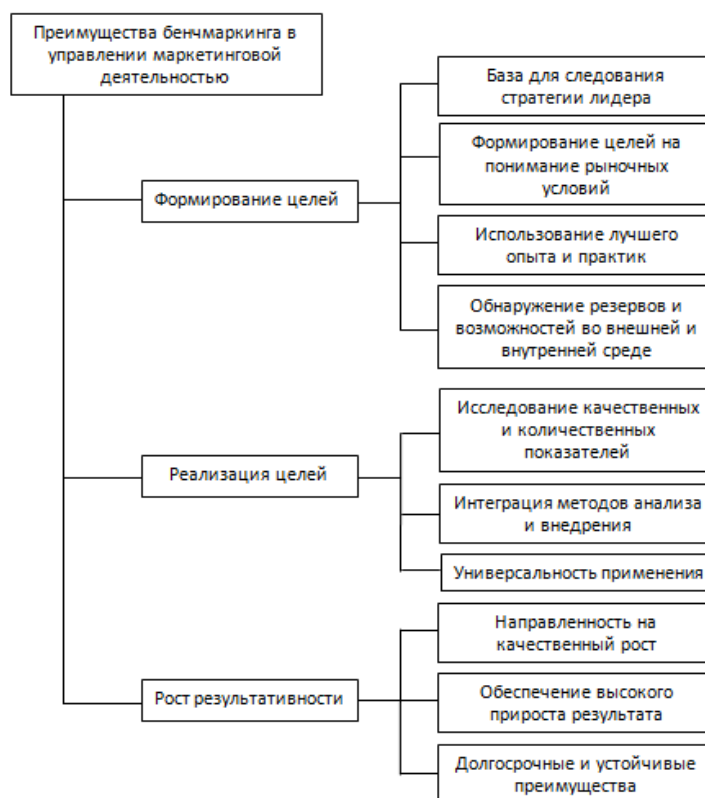 Преимущества бенчмаркинга в
управлении маркетинговой
деятельностью
База для следования
стратегии лидера
Формирование целей на
понимание рыночных
условий
Формирование целей
Использование лучшего
опыта и практик
Обнаружение резервов и
возможностей во внешней и
внутренней среде
Исследование качественных
и количественных
показателей
Реализация целей
Интеграция методов анализа
и внедрения
Универсальность применения
Направленность на
качественный рост
Рост результативности
Обеспечение высокого
прироста результата
Долгосрочные и устойчивые
преимущества